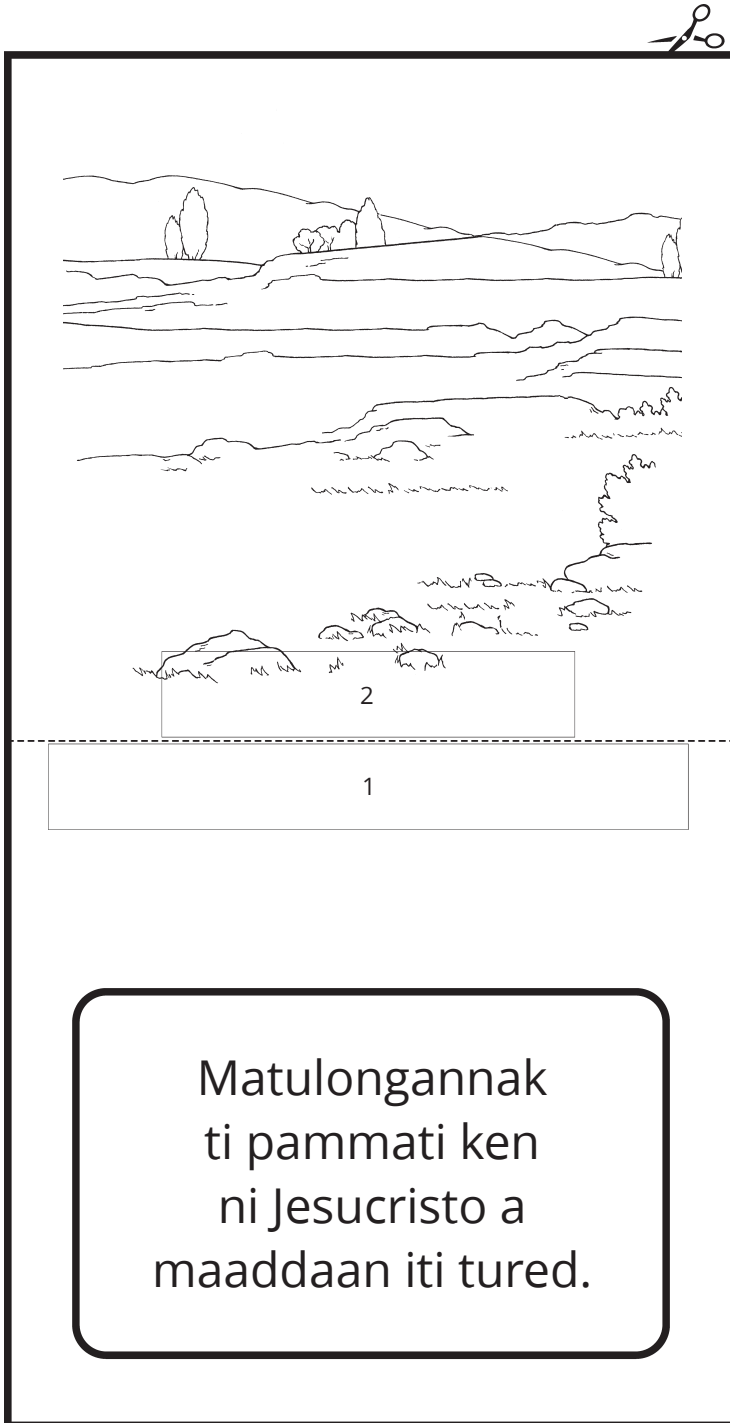 2
1
Matulongannak
ti pammati ken
ni Jesucristo a
maaddaan iti tured.